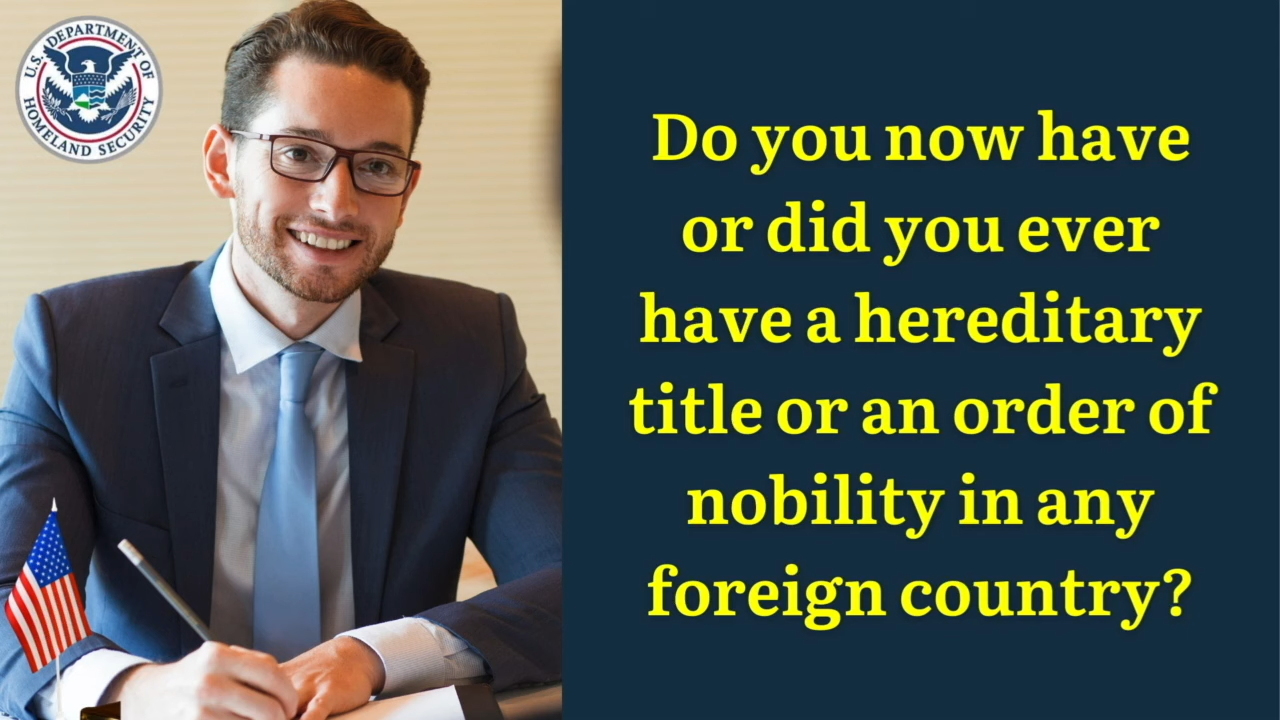 U.S. DEPARTMENT OF
HOMELAND SECURITY
Do you now have
or did you ever
have a hereditary
title or an order of
nobility in any
foreign country?